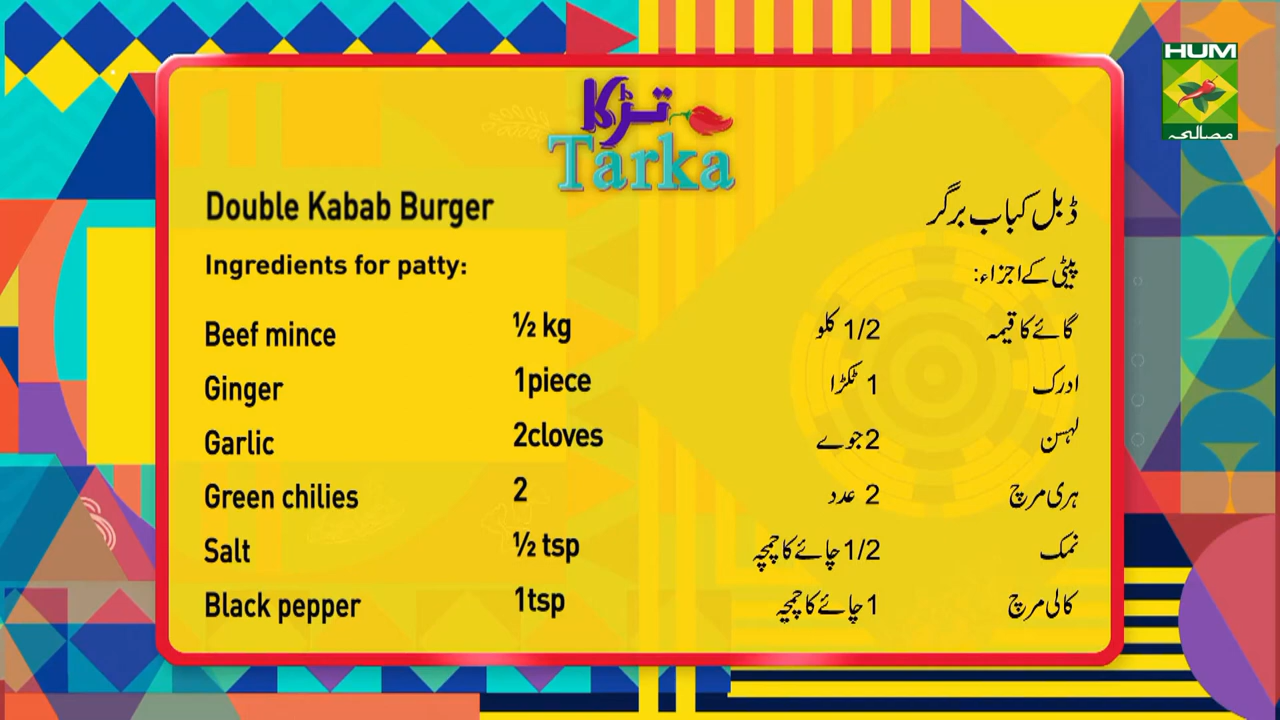 HUM
مصالحہ
تڑکا
Tarka
Double Kabab Burger ڈبل کباب برگر
Ingredients for patty: پیٹی کے اجزاء:
Beef mince ½ kg 1/2 کلو گائے کا قیمہ
Ginger 1piece 1 ٹکڑا ادرک
Garlic 2cloves 2 جوے لہسن
Green chilies 2 2 عدد ہری مرچ
Salt ½ tsp 1/2 چائے کا چمچہ نمک
Black pepper 1tsp 1 چائے کا چمچہ کالی مرچ